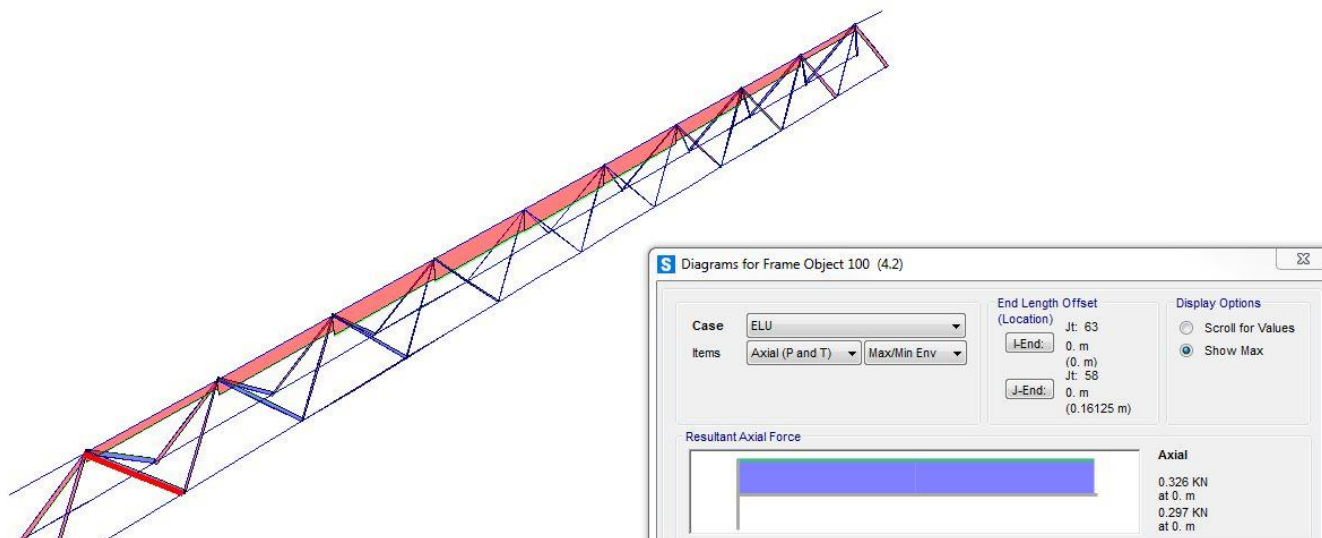 S Diagrams for Frame Object 100 (4.2)
Case ELU
Items Axial (P and T) Max/Min Env
End Length Offset
(Location)
Jt: 63
I-End: 0. m
(0. m)
Jt: 58
J-End: 0. m
(0.16125 m)
Display Options
Scroll for Values
Show Max
Resultant Axial Force
Axial
0.326 KN
at 0. m
0.297 KN
at 0. m